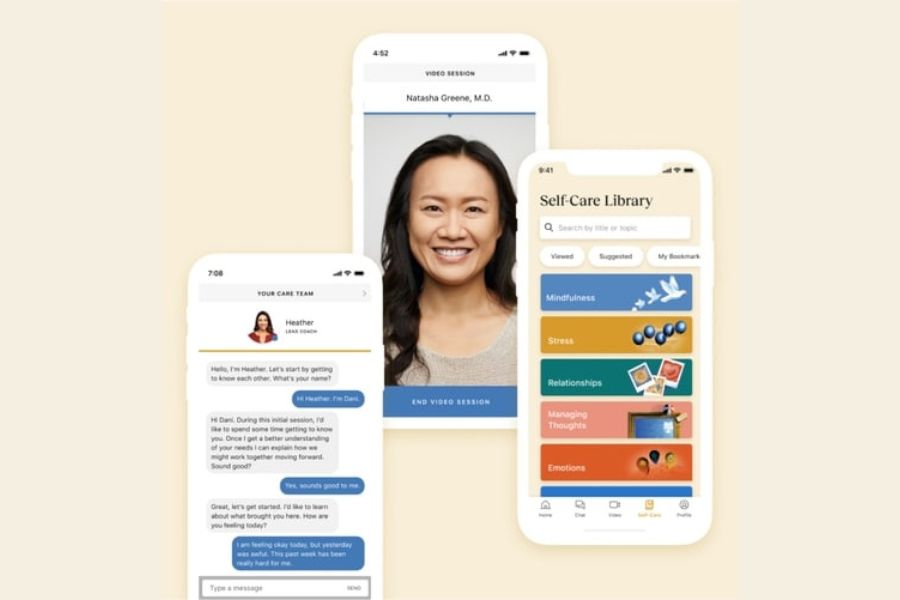 4:52
VIDEO SESSION
Natasha Greene, M.D.
END VIDEO SESSION
7:08
YOUR CARE TEAM
Heather
LEAD COACH
Hello, I'm Heather. Let's start by getting
to know each other. What's your name?
Hi Heather. I'm Dani.
Hi Dani. During this initial session, I'd
like to spend some time getting to know
you. Once I get a better understanding
of your needs i can explain how we
might work together moving forward.
Sound good?
Yes, sounds good to me.
Great, let's get started. I'd like to learn
about what brought you here. How are
you feeling today?
I am feeling okay today, but yesterday
was awful. This past week has been
really hard for me.
Type a message
SEND
9:41
Self-Care Library
Search by title or topic
Viewed
Suggested
My Bookmark
Mindfulness
Stress
Relationships
Managing
Thoughts
Emotions
Home
Chat
Video
Self-Care
Profile